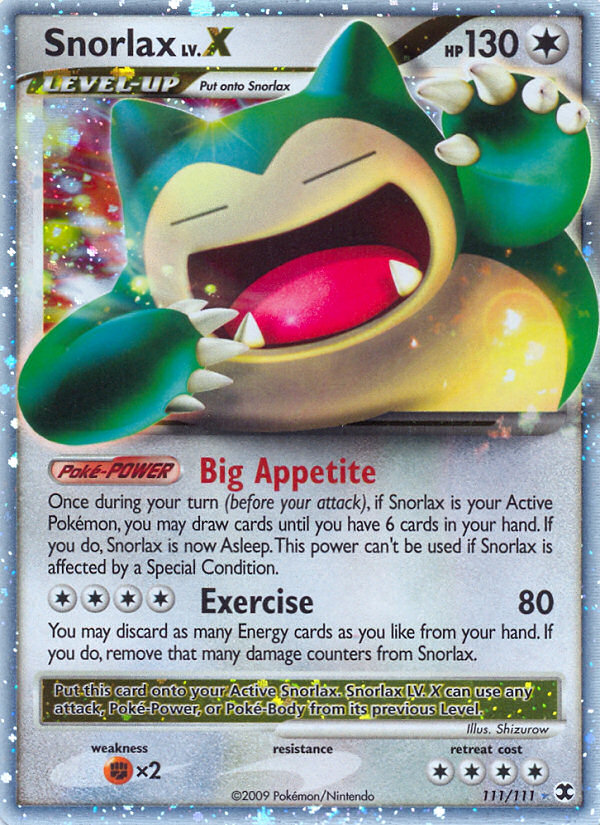 Snorlax LV.X HP 130
LEVEL-UP Put onto Snorlax
Poké-POWER Big Appetite
Once during your turn (before your attack), if Snorlax is your Active
Pokémon, you may draw cards until you have 6 cards in your hand. If
you do, Snorlax is now Asleep. This power can't be used if Snorlax is
affected by a Special Condition.
Exercise 80
You may discard as many Energy cards as you like from your hand. If
you do, remove that many damage counters from Snorlax.
Put this card onto your Active Snorlax. Snorlax LV.X can use any
attack, Poké-Power, or Poké-Body from its previous Level.
Illus. Shizurow
weakness resistance retreat cost
×2
©2009 Pokémon/Nintendo 111/111